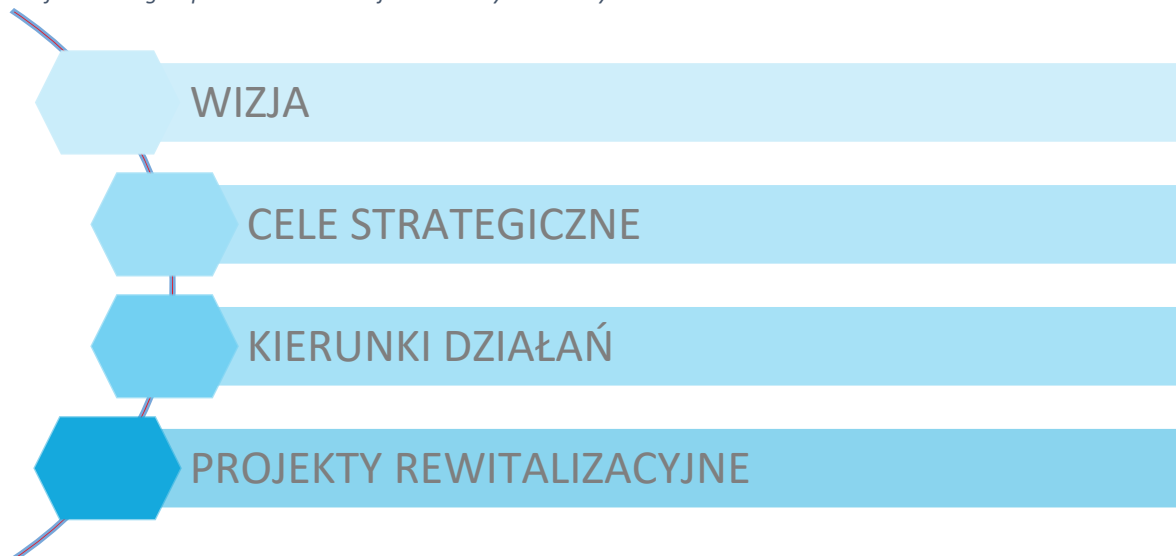 WIZJA
CELE STRATEGICZNE
KIERUNKI DZIAŁAŃ
PROJEKTY REWITALIZACYJNE